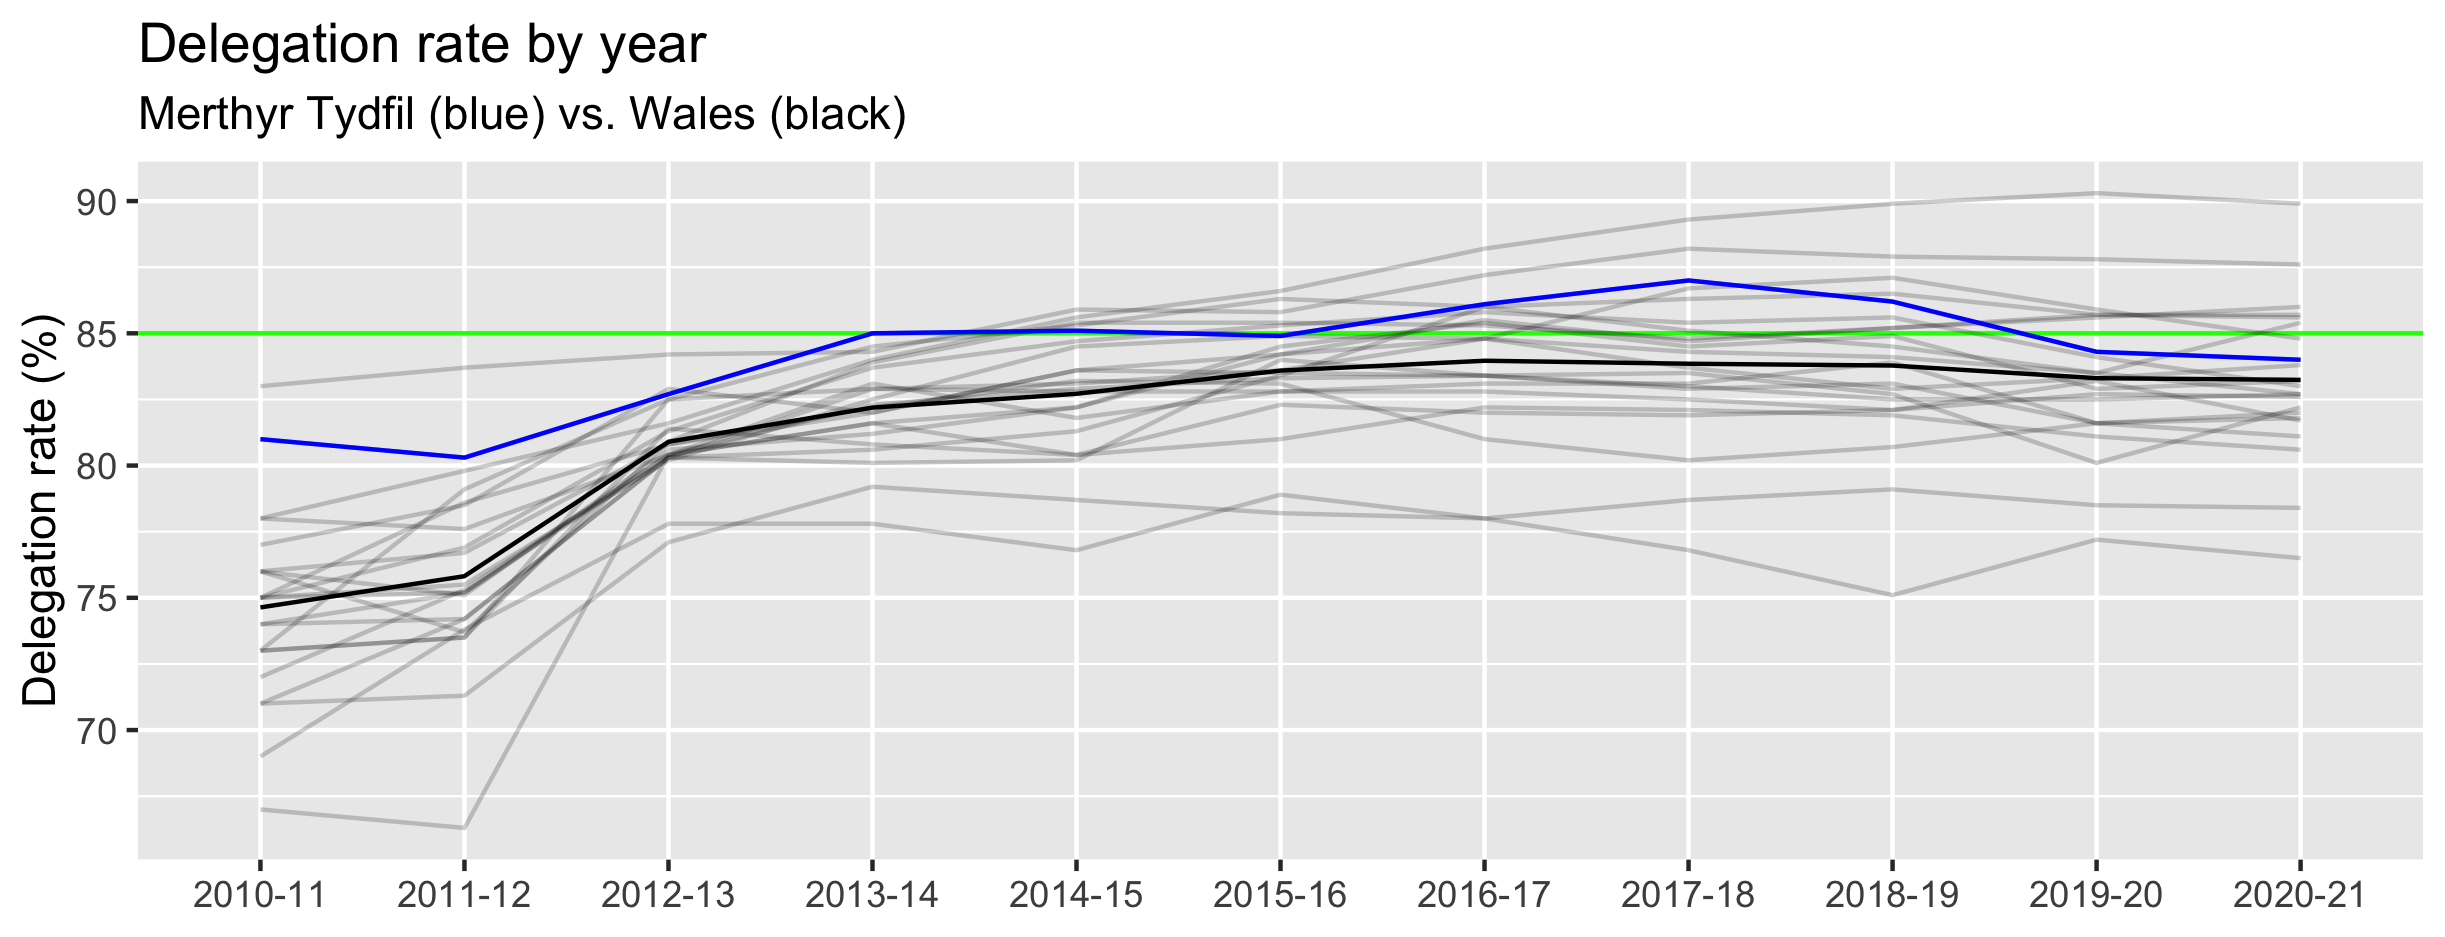 Delegation rate by year
Merthyr Tydfil (blue) vs. Wales (black)
Delegation rate (%)
90
85
80
75
70
2010-11 2011-12 2012-13 2013-14 2014-15 2015-16 2016-17 2017-18 2018-19 2019-20 2020-21